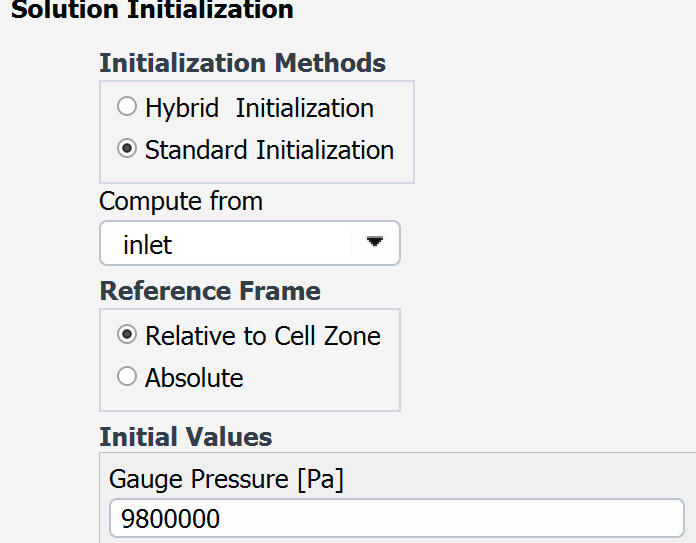 Solution Initialization
Initialization Methods
Hybrid Initialization
Standard Initialization
Compute from
inlet
Reference Frame
Relative to Cell Zone
Absolute
Initial Values
Gauge Pressure [Pa]
9800000